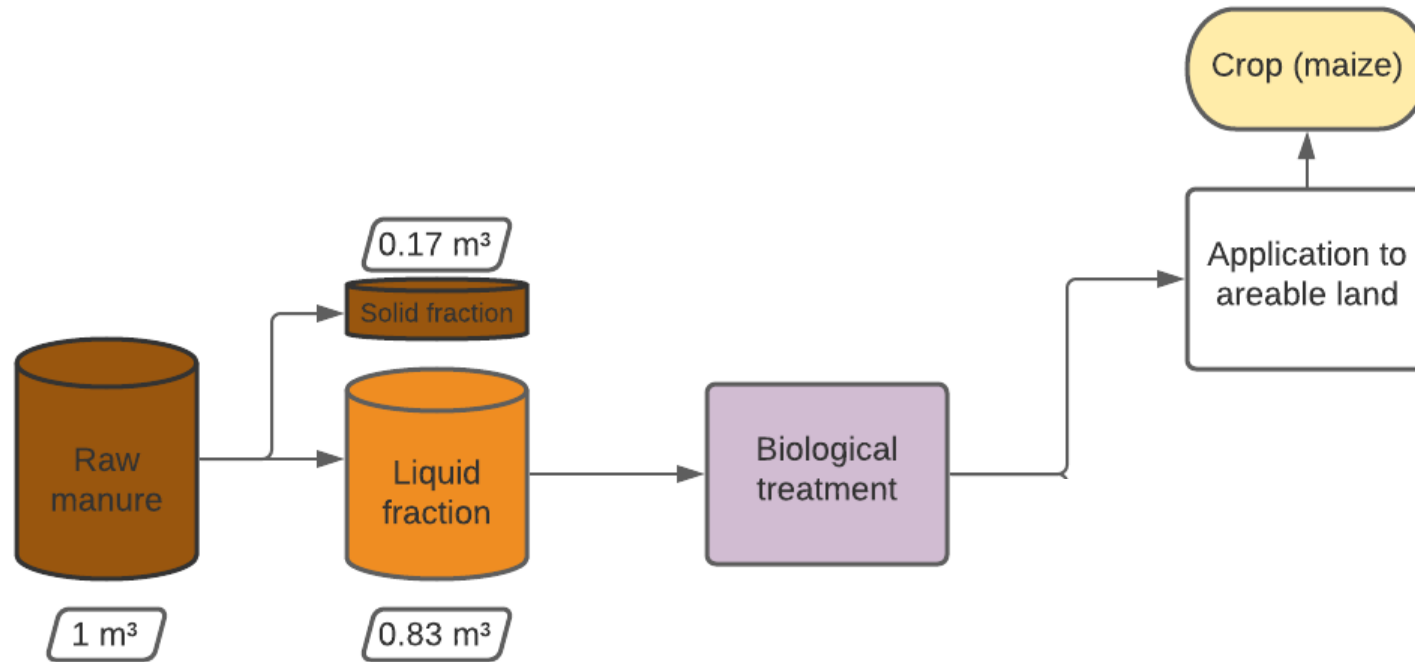 Crop (maize)
Application to
areable land
0.17 m³
Solid fraction
Raw
manure
Liquid
fraction
Biological
treatment
1 m³
0.83 m³